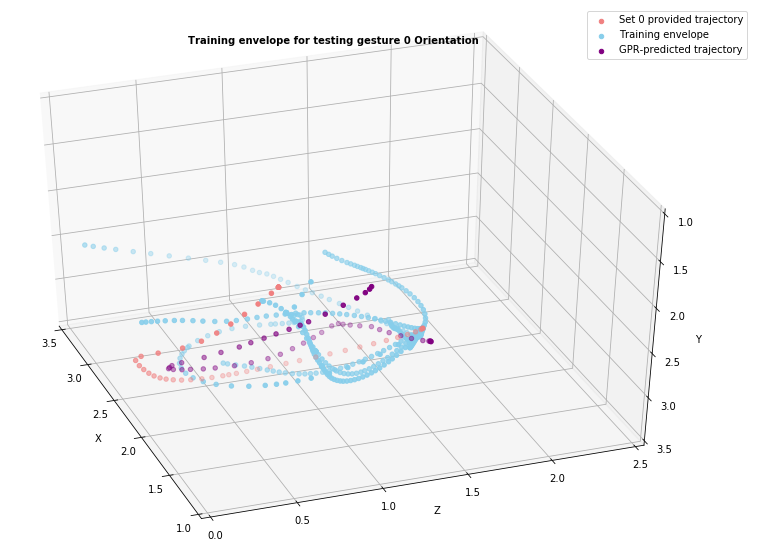 Set 0 provided trajectory
Training envelope
GPR-predicted trajectory
Training envelope for testing gesture 0 Orientation
1.0
1.5
2.0
Y
2.5
3.0
3.5
3.5
3.0
2.5
X
2.0
1.5
1.0
0.0
0.5
1.0
Z
1.5
2.0
2.5